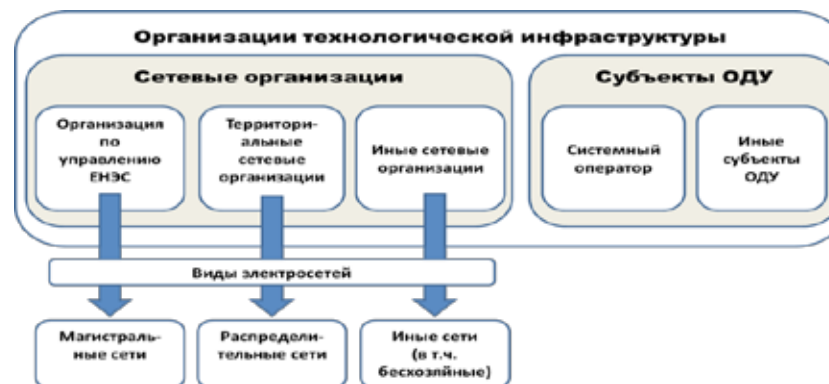 Организации технологической инфраструктуры
Сетевые организации
Субъекты ОДУ
Организация
по
управлению
ЕНЭС
Территори-
альные
сетевые
организации
Иные сетевые
организации
Системный
оператор
Иные
субъекты
ОДУ
Виды электросетей
Магистраль-
ные сети
Распредели-
тельные сети
Иные сети
(в т.ч.
бесхозяйные)